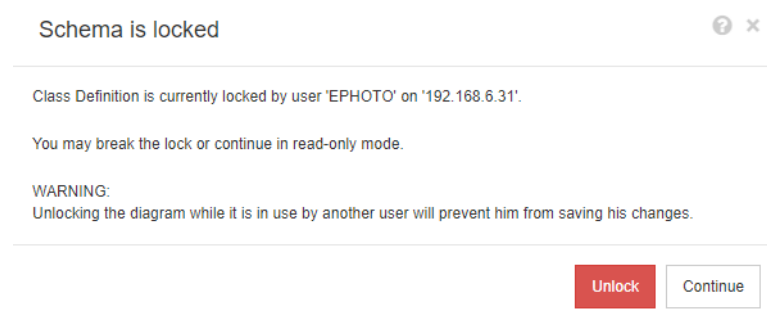 Schema is locked
Class Definition is currently locked by user 'EPHOTO' on '192.168.6.31'.
You may break the lock or continue in read-only mode.
WARNING:
Unlocking the diagram while it is in use by another user will prevent him from saving his changes.
Unlock Continue